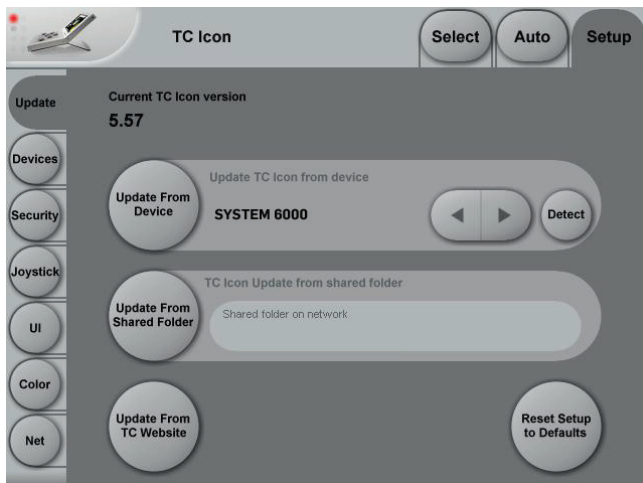 TC Icon
Select
Auto
Setup
Update
Devices
Security
Joystick
UI
Color
Net
Current TC Icon version
5.57
Update From
Device
Update TC Icon from device
SYSTEM 6000
Detect
Update From
Shared Folder
TC Icon Update from shared folder
Shared folder on network
Update From
TC Website
Reset Setup
to Defaults